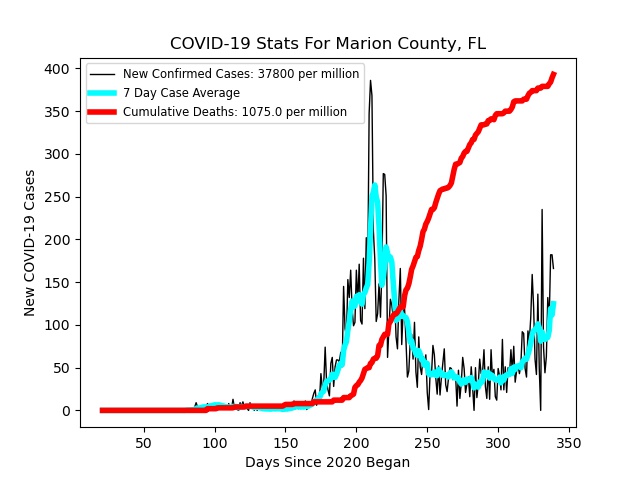 COVID-19 Stats For Marion County, FL
New Confirmed Cases: 37800 per million
7 Day Case Average
Cumulative Deaths: 1075.0 per million
New COVID-19 Cases
400
350
300
250
200
150
100
50
0
50
100
150
200
250
300
350
Days Since 2020 Began